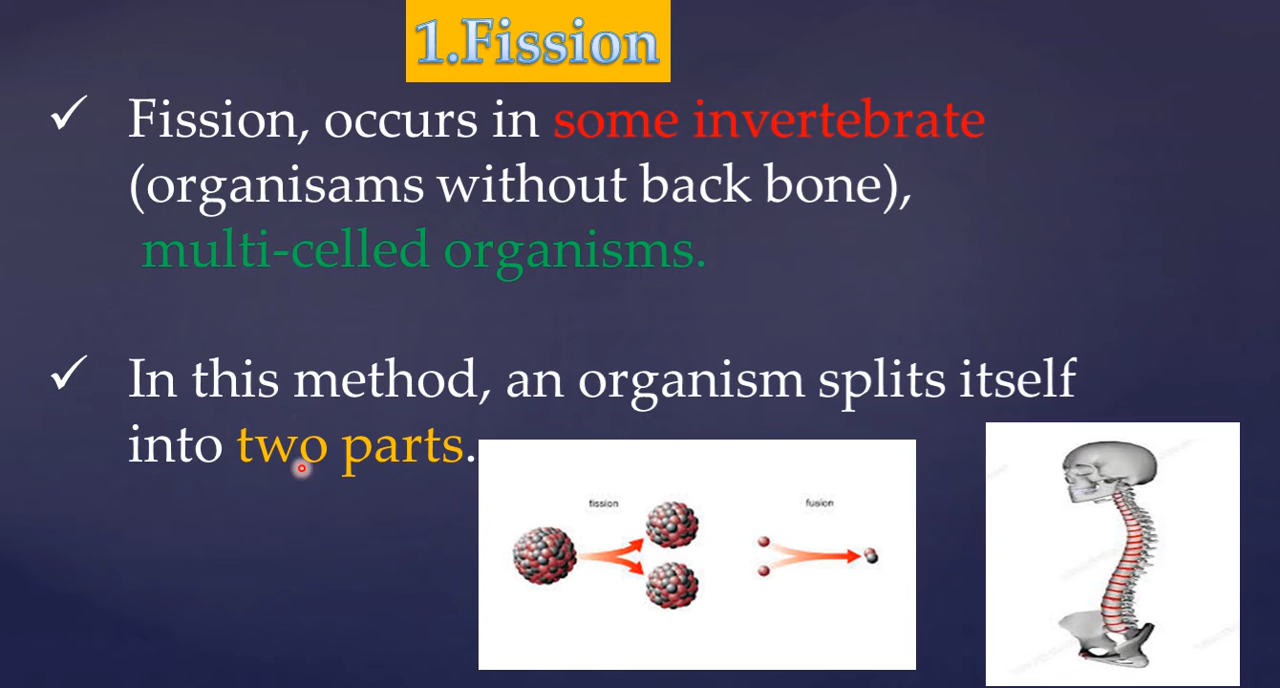 1.Fission
✓ Fission, occurs in some invertebrate
(organisams without back bone),
multi-celled organisms.
✓ In this method, an organism splits itself
into two parts.
fission
fusion